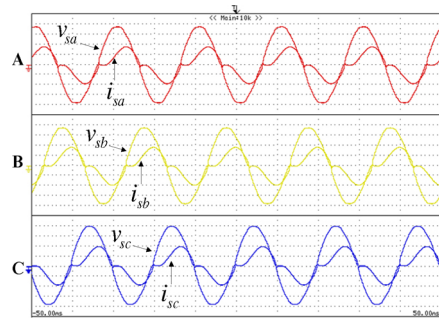 << Main:10k >>
A
v_sa
i_sa
B
v_sb
i_sb
C
v_sc
i_sc
-50.00ms
50.00ms